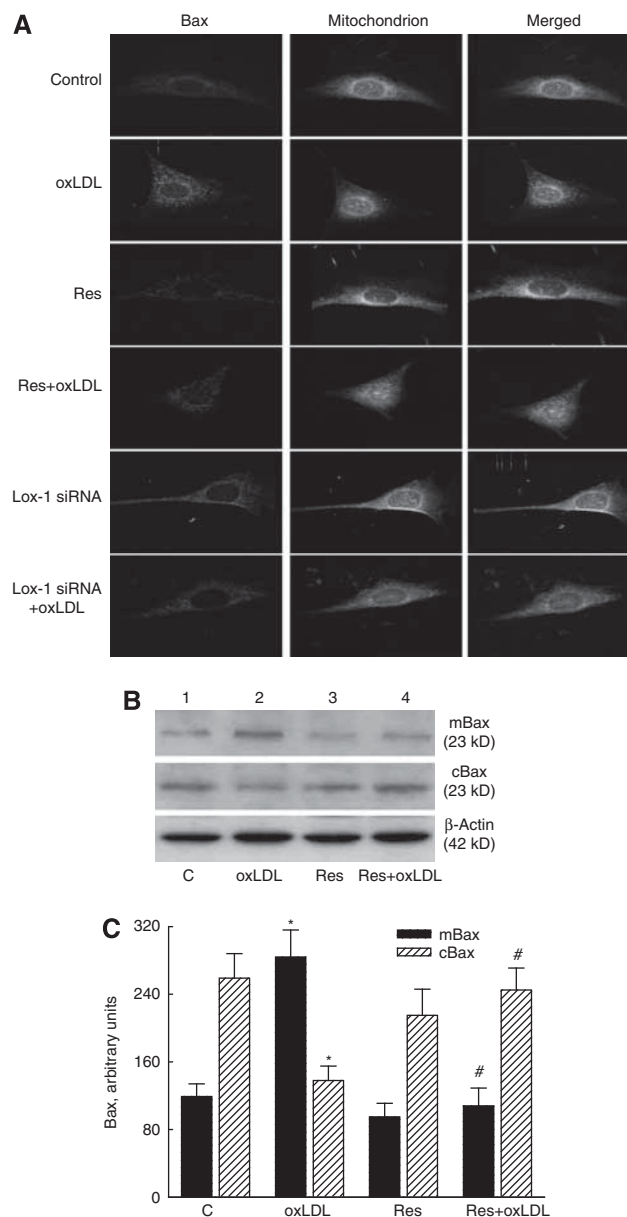 A
Bax Mitochondrion Merged
Control
oxLDL
Res
Res+oxLDL
Lox-1 siRNA
Lox-1 siRNA
+oxLDL
B
1 2 3 4
mBax
(23 kD)
cBax
(23 kD)
β-Actin
(42 kD)
C oxLDL Res Res+oxLDL
C
Bax, arbitrary units
320
240
160
80
0
mBax
cBax
*
*
#
#
C oxLDL Res Res+oxLDL